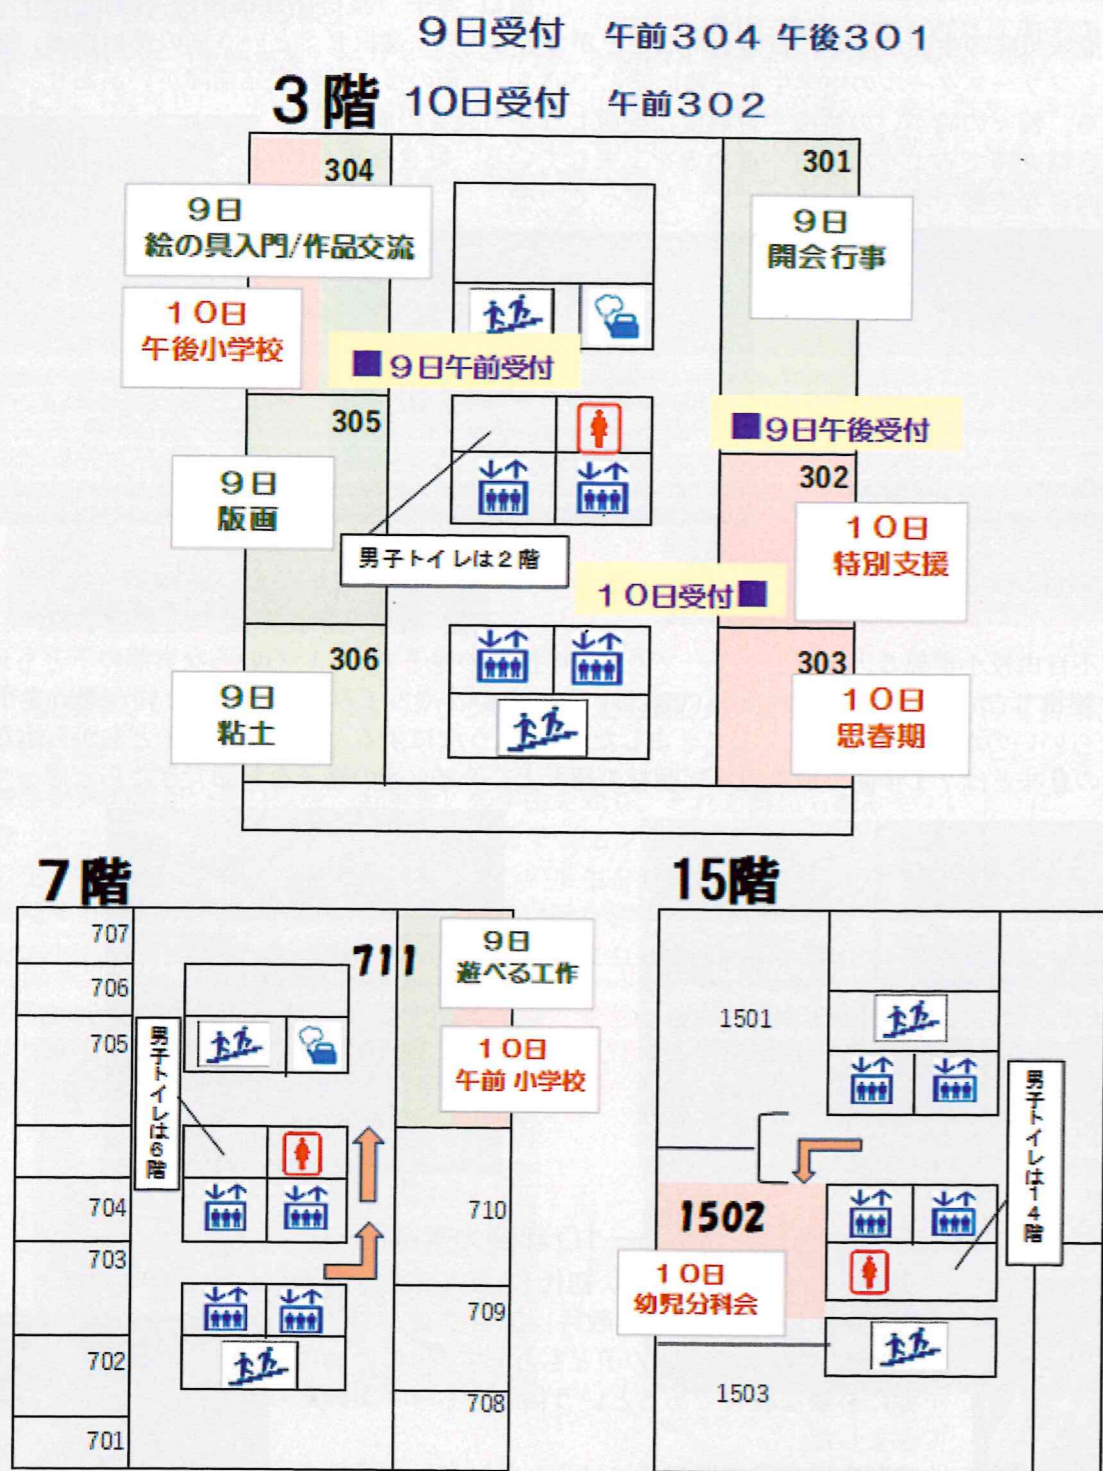 9日受付 午前304 午後301
3階 10日受付 午前302
304
301
9日
絵の具入門/作品交流
9日
開会行事
10日
午後小学校
■9日午前受付
305
■9日午後受付
302
9日
版画
10日
特別支援
男子トイレは2階
10日受付■
306
303
9日
粘土
10日
思春期
7階
707
706
705
704
703
702
701
711
9日
遊べる工作
10日
午前 小学校
男子トイレは6階
710
709
708
15階
1501
男子トイレは14階
1502
10日
幼児分科会
1503